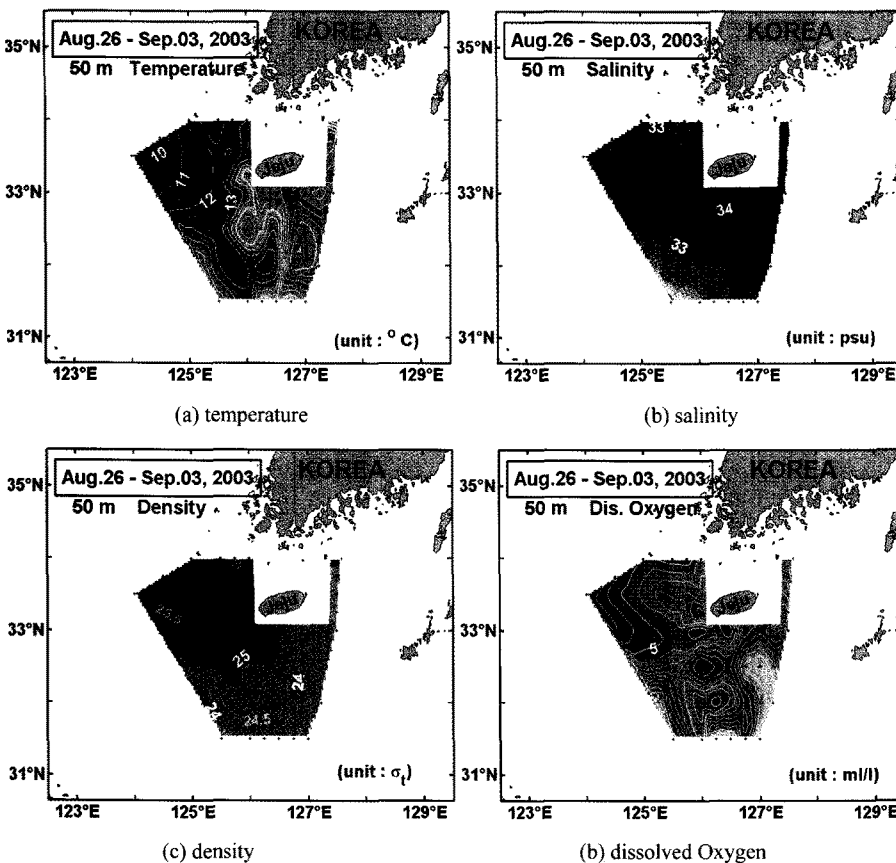 KOREA
35°N
Aug.26 - Sep.03, 2003
50 m Temperature
Jeju
10
11
12
13
33°N
31°N
(unit : °C)
123°E 125°E 127°E 129°E
(a) temperature
KOREA
35°N
Aug.26 - Sep.03, 2003
50 m Salinity
33
Jeju
34
33
33°N
31°N
(unit : psu)
123°E 125°E 127°E 129°E
(b) salinity
KOREA
35°N
Aug.26 - Sep.03, 2003
50 m Density
Jeju
25
24
24.5
33°N
31°N
(unit : σt)
123°E 125°E 127°E 129°E
(c) density
KOREA
35°N
Aug.26 - Sep.03, 2003
50 m Dis. Oxygen
Jeju
5
33°N
31°N
(unit : ml/l)
123°E 125°E 127°E 129°E
(b) dissolved Oxygen